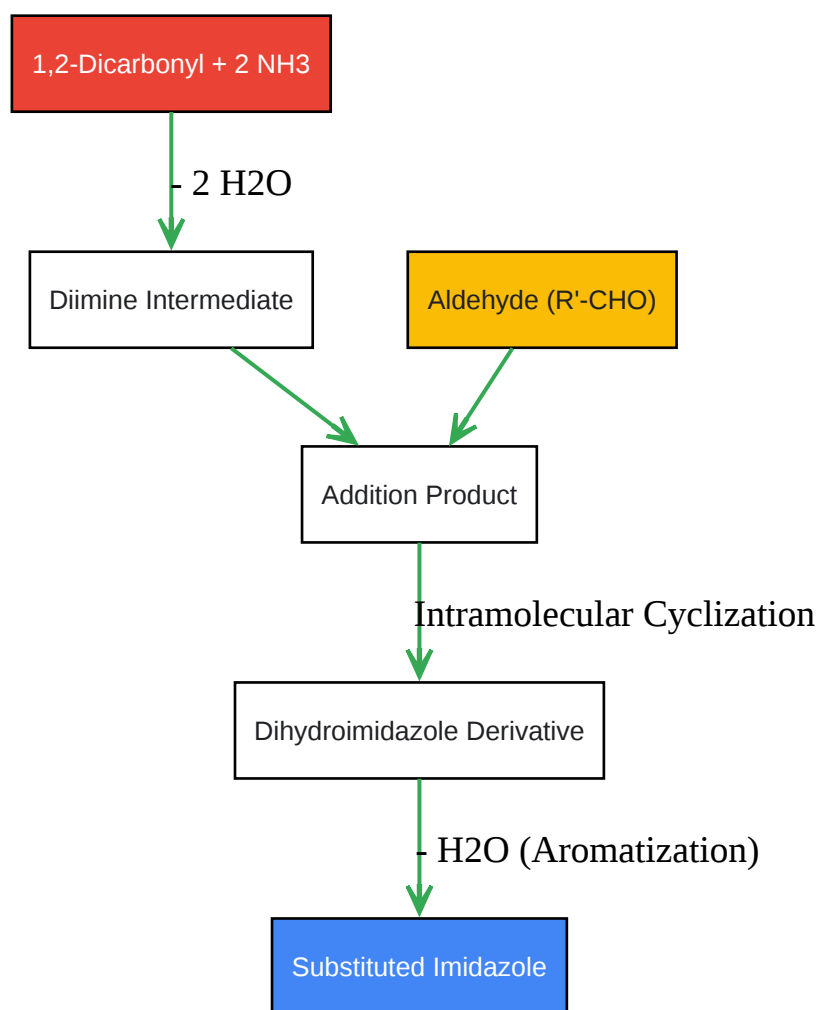 1,2-Dicarbonyl + 2 NH3
- 2 H2O
Diimine Intermediate
Aldehyde (R'-CHO)
Addition Product
Intramolecular Cyclization
Dihydroimidazole Derivative
- H2O (Aromatization)
Substituted Imidazole